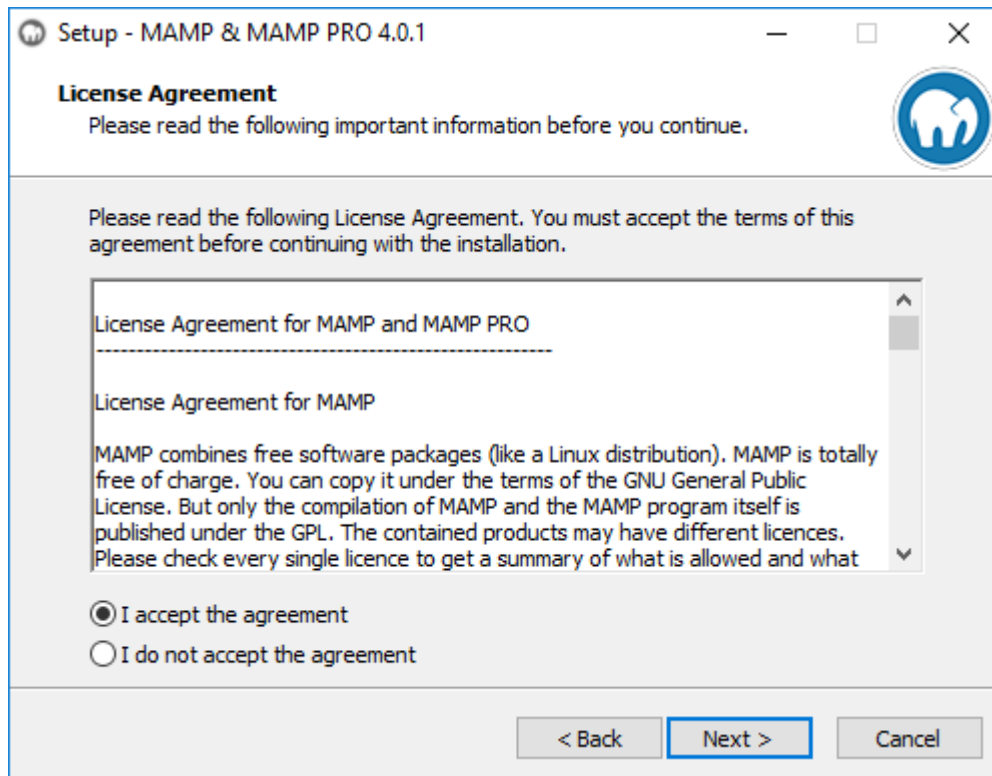 Setup - MAMP & MAMP PRO 4.0.1
License Agreement
Please read the following important information before you continue.
Please read the following License Agreement. You must accept the terms of this
agreement before continuing with the installation.
License Agreement for MAMP and MAMP PRO
---------------------------------------------------------
License Agreement for MAMP
MAMP combines free software packages (like a Linux distribution). MAMP is totally
free of charge. You can copy it under the terms of the GNU General Public
License. But only the compilation of MAMP and the MAMP program itself is
published under the GPL. The contained products may have different licences.
Please check every single licence to get a summary of what is allowed and what
I accept the agreement
I do not accept the agreement
< Back Next > Cancel